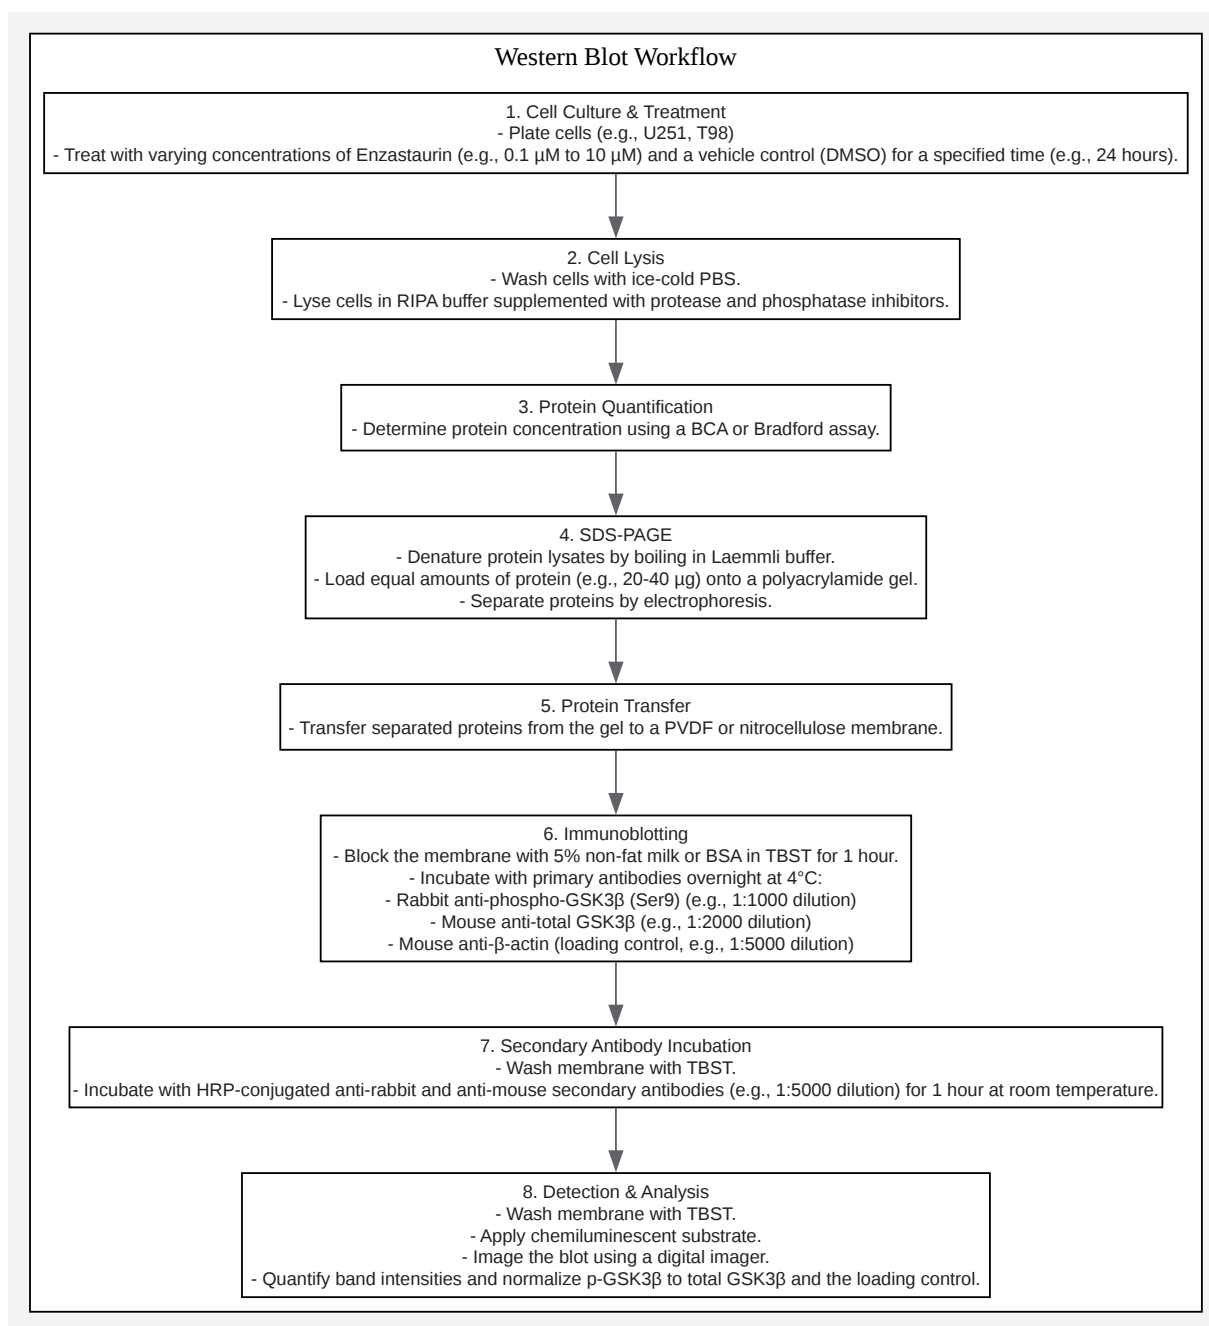 Western Blot Workflow
1. Cell Culture & Treatment
- Plate cells (e.g., U251, T98)
- Treat with varying concentrations of Enzastaurin (e.g., 0.1 µM to 10 µM) and a vehicle control (DMSO) for a specified time (e.g., 24 hours).
2. Cell Lysis
- Wash cells with ice-cold PBS.
- Lyse cells in RIPA buffer supplemented with protease and phosphatase inhibitors.
3. Protein Quantification
- Determine protein concentration using a BCA or Bradford assay.
4. SDS-PAGE
- Denature protein lysates by boiling in Laemmli buffer.
- Load equal amounts of protein (e.g., 20-40 µg) onto a polyacrylamide gel.
- Separate proteins by electrophoresis.
5. Protein Transfer
- Transfer separated proteins from the gel to a PVDF or nitrocellulose membrane.
6. Immunoblotting
- Block the membrane with 5% non-fat milk or BSA in TBST for 1 hour.
- Incubate with primary antibodies overnight at 4°C:
- Rabbit anti-phospho-GSK3β (Ser9) (e.g., 1:1000 dilution)
- Mouse anti-total GSK3β (e.g., 1:2000 dilution)
- Mouse anti-β-actin (loading control, e.g., 1:5000 dilution)
7. Secondary Antibody Incubation
- Wash membrane with TBST.
- Incubate with HRP-conjugated anti-rabbit and anti-mouse secondary antibodies (e.g., 1:5000 dilution) for 1 hour at room temperature.
8. Detection & Analysis
- Wash membrane with TBST.
- Apply chemiluminescent substrate.
- Image the blot using a digital imager.
- Quantify band intensities and normalize p-GSK3β to total GSK3β and the loading control.